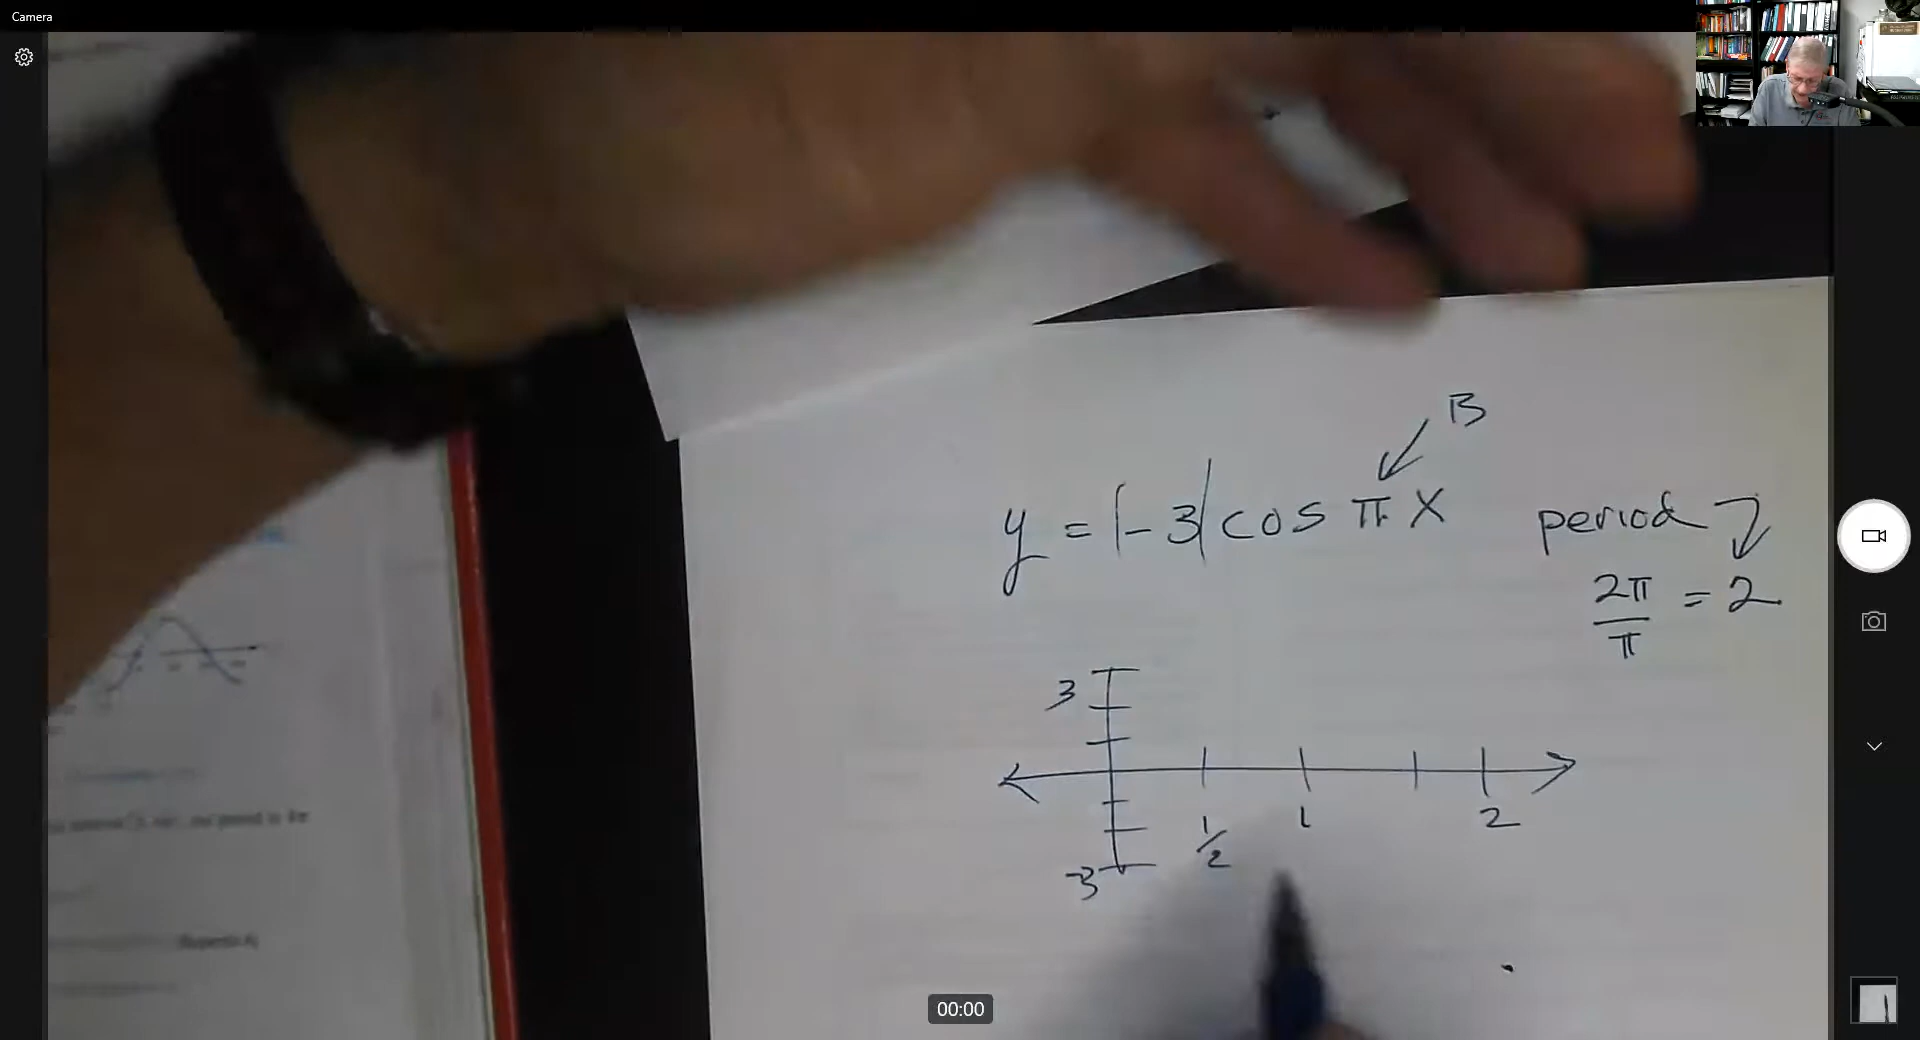 Camera
B
y = |-3| cos π x
period
2π/π = 2
3
1/2
1
2
-3
00:00